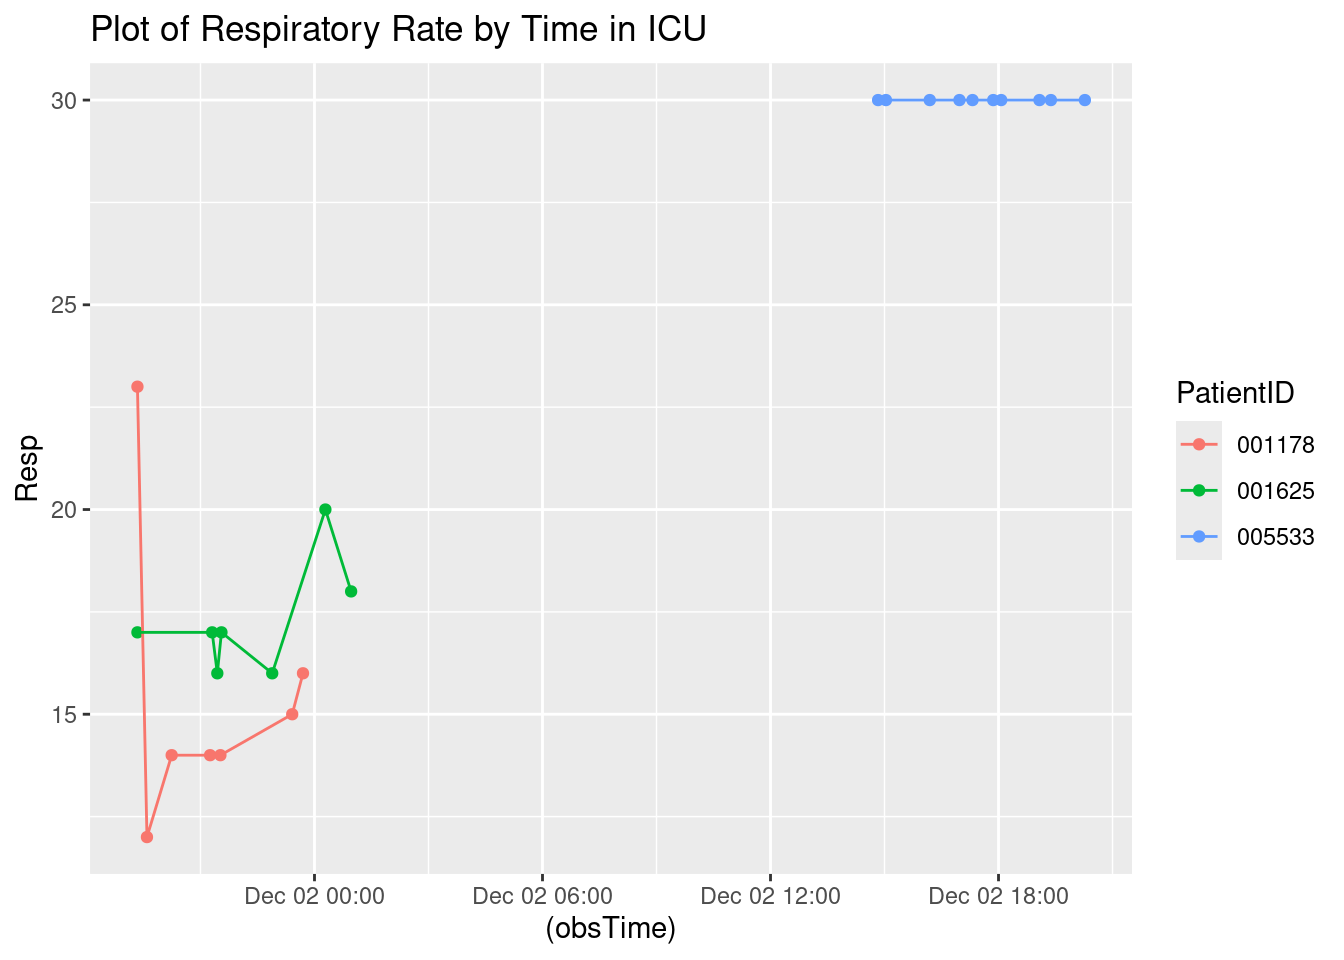 Plot of Respiratory Rate by Time in ICU
30
25
20
15
Resp
Dec 02 00:00
Dec 02 06:00
Dec 02 12:00
Dec 02 18:00
(obsTime)
PatientID
001178
001625
005533